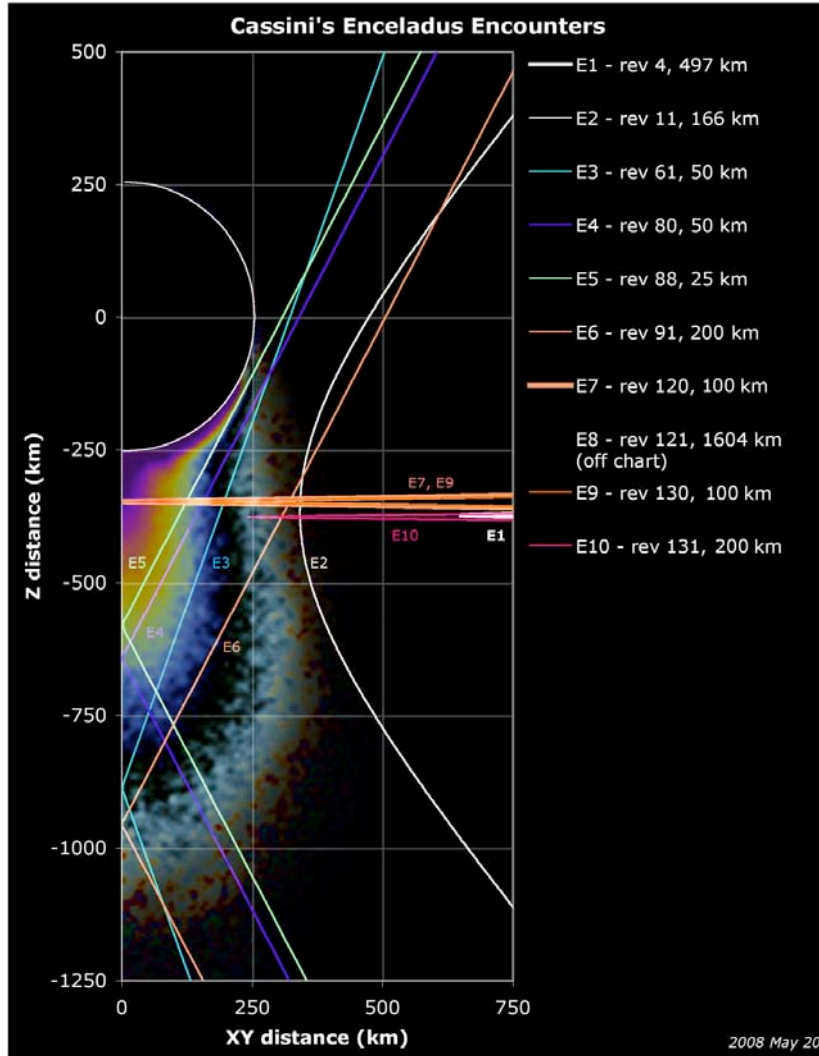 Cassini's Enceladus Encounters
500
250
0
-250
-500
-750
-1000
-1250
Z distance (km)
0
250
500
750
XY distance (km)
E7, E9
E10
E1
E5
E3
E2
E4
E6
E1 - rev 4, 497 km
E2 - rev 11, 166 km
E3 - rev 61, 50 km
E4 - rev 80, 50 km
E5 - rev 88, 25 km
E6 - rev 91, 200 km
E7 - rev 120, 100 km
E8 - rev 121, 1604 km
(off chart)
E9 - rev 130, 100 km
E10 - rev 131, 200 km
2008 May 20